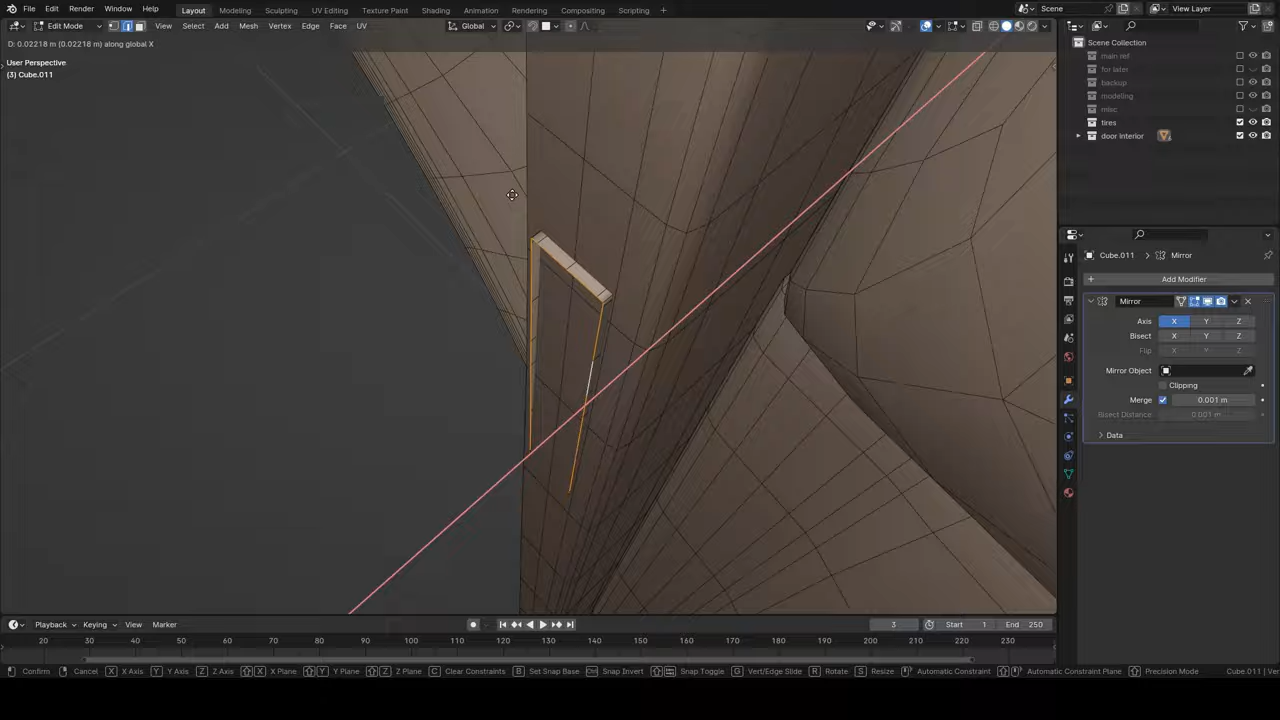 File Edit Render Window Help Layout Modeling Sculpting UV Editing Texture Paint Shading Animation Rendering Compositing Scripting + Scene View Layer
Edit Mode View Select Add Mesh Vertex Edge Face UV Global
D: 0.02218 m (0.02218 m) along global X
User Perspective
(3) Cube.011
Scene Collection
main ref
for later
backup
modeling
misc
tires
door interior
Cube.011 Mirror
+ Add Modifier
Mirror
Axis X Y Z
Bisect X Y Z
Flip X Y Z
Mirror Object
Clipping
Merge 0.001 m
Bisect Distance 0.001 m
Data
Playback Keying View Marker 3 Start 1 End 250
20 30 40 50 60 70 80 90 100 110 120 130 140 150 160 170 180 190 200 210 220 230
Confirm Cancel X X Axis Y Y Axis Z Z Axis X X Plane Y Y Plane Z Z Plane C Clear Constraints B Set Snap Base Snap Invert Snap Toggle G Vert/Edge Slide R Rotate S Resize Automatic Constraint Automatic Constraint Plane Precision Mode Cube.011 | Ver